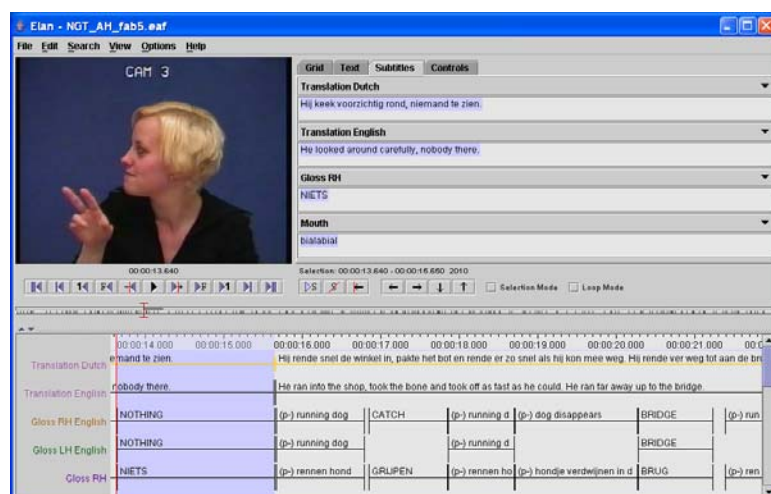 Elan - NGT_AH_fab5.eaf
File Edit Search View Options Help
CAM 3
Grid Text Subtitles Controls
Translation Dutch
Hij keek voorzichtig rond, niemand te zien.
Translation English
He looked around carefully, nobody there.
Gloss RH
NIETS
Mouth
bialabial
00:00:13.640
Selection: 00:00:13.640 - 00:00:15.650 2010
Selection Mode Loop Mode
00:00:14.000 00:00:15.000 00:00:16.000 00:00:17.000 00:00:18.000 00:00:19.000 00:00:20.000 00:00:21.000
Translation Dutch emand te zien. Hij rende snel de winkel in, pakte het bot en rende er zo snel als hij kon mee weg. Hij rende ver weg tot aan de bru
Translation English nobody there. He ran into the shop, took the bone and took off as fast as he could. He ran far away up to the bridge.
Gloss RH English NOTHING (p-) running dog CATCH (p-) running d (p-) dog disappears BRIDGE (p-) run
Gloss LH English NOTHING (p-) running dog (p-) running d BRIDGE
Gloss RH NIETS (p-) rennen hond GRIJPEN (p-) rennen ho (p-) hondje verdwijnen in d BRUG (p-) ren